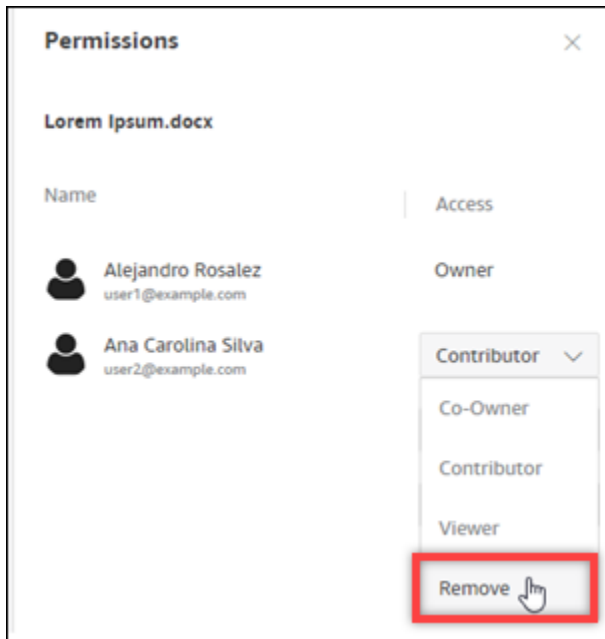 Permissions
Lorem Ipsum.docx
Name
Access
Alejandro Rosalez
Owner
user1@example.com
Ana Carolina Silva
Contributor
user2@example.com
Co-Owner
Contributor
Viewer
Remove